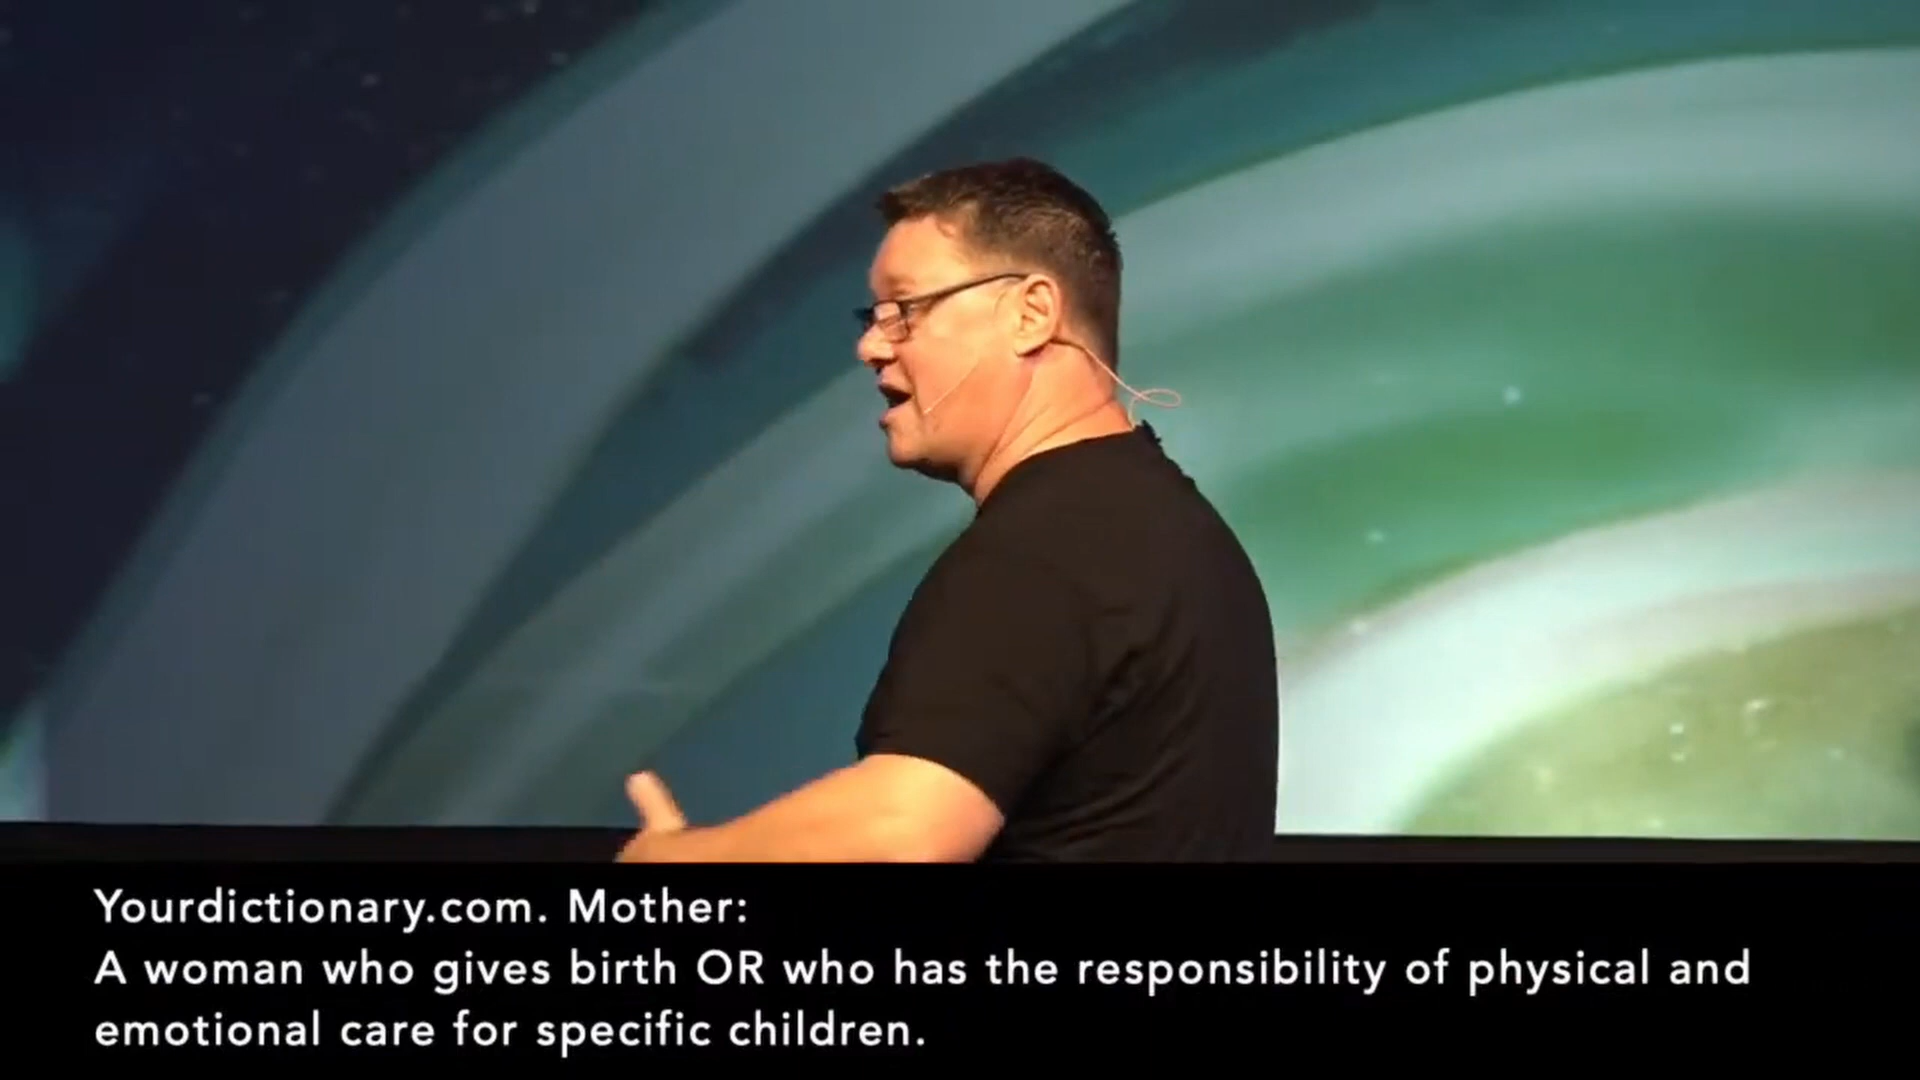 Yourdictionary.com. Mother:
A woman who gives birth OR who has the responsibility of physical and
emotional care for specific children.